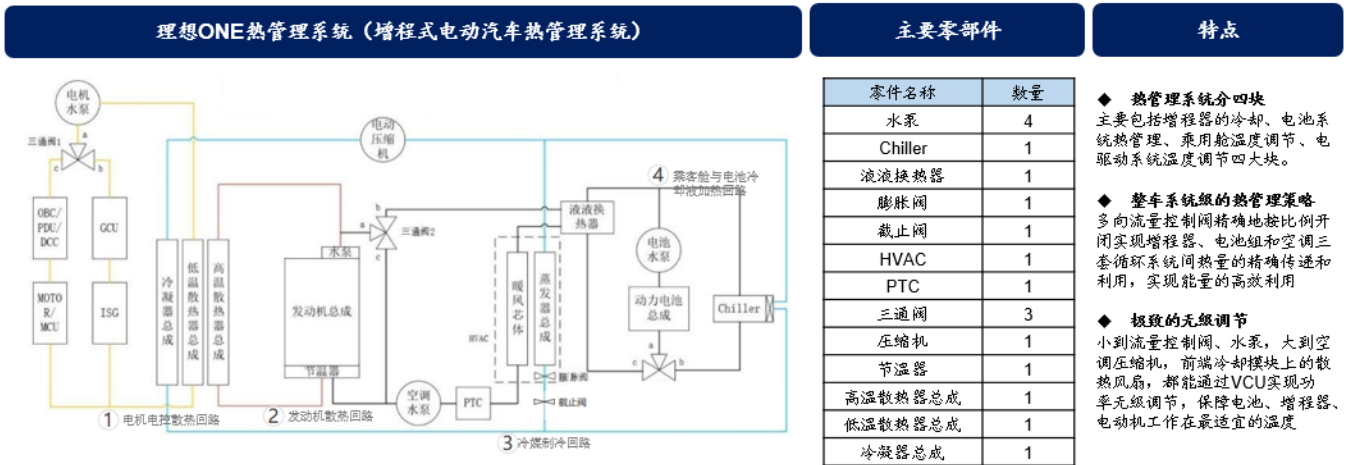 理想ONE热管理系统（增程式电动汽车热管理系统）
主要零部件
特点
电机
水泵
三通阀1
a
c
b
OBC/
PDU/
DCC
GCU
MOTO
R/
MCU
ISG
冷凝器总成
低温散热器总成
高温散热器总成
① 电机电控散热回路
水泵
发动机总成
节温器
② 发动机散热回路
电动
压缩
机
b
a
三通阀2
c
空调
水泵
PTC
HVAC
暖风芯体
蒸发器总成
膨胀阀
截止阀
③ 冷媒制冷回路
液液换
热器
④ 乘客舱与电池冷
却液加热回路
电池
水泵
动力电池
总成
a
c
b
Chiller
零件名称 数量
水泵 4
Chiller 1
液液换热器 1
膨胀阀 1
截止阀 1
HVAC 1
PTC 1
三通阀 3
压缩机 1
节温器 1
高温散热器总成 1
低温散热器总成 1
冷凝器总成 1
◆ 热管理系统分四块
主要包括增程器的冷却、电池系
统热管理、乘用舱温度调节、电
驱动系统温度调节四大块。
◆ 整车系统级的热管理策略
多向流量控制阀精确地按比例开
闭实现增程器、电池组和空调三
套循环系统间热量的精确传递和
利用，实现能量的高效利用
◆ 极致的无级调节
小到流量控制阀、水泵，大到空
调压缩机，前端冷却模块上的散
热风扇，都能通过VCU实现功
率无级调节，保障电池、增程器、
电动机工作在最适宜的温度